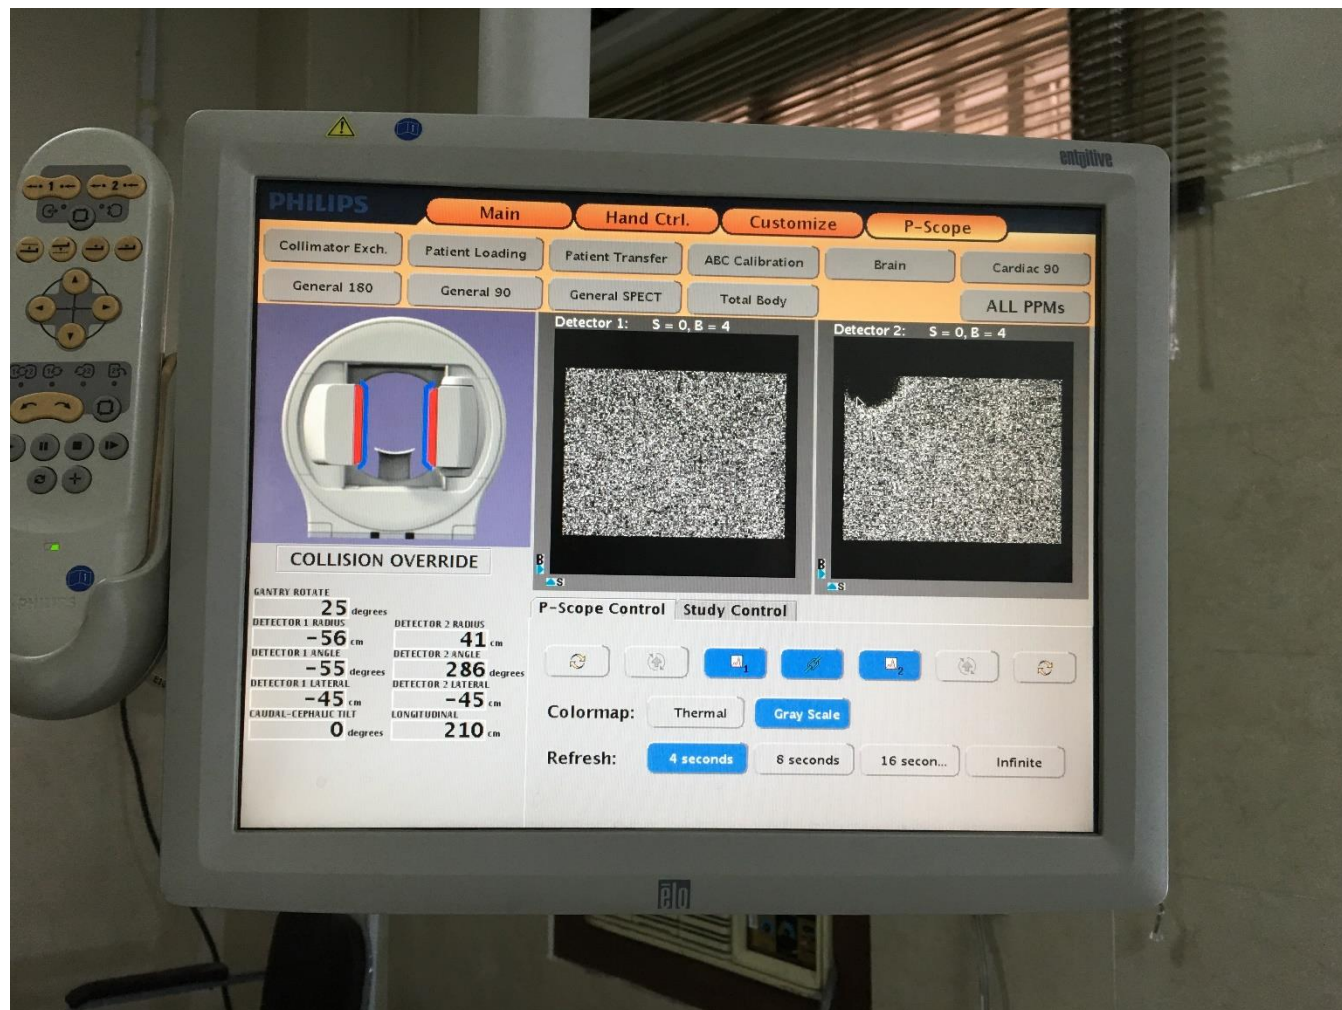 entuitive
PHILIPS
Main Hand Ctrl. Customize P-Scope
Collimator Exch. Patient Loading Patient Transfer ABC Calibration Brain Cardiac 90
General 180 General 90 General SPECT Total Body ALL PPMs
Detector 1: S = 0, B = 4 Detector 2: S = 0, B = 4
B B
S S
COLLISION OVERRIDE
GANTRY ROTATE
25 degrees
DETECTOR 1 RADIUS DETECTOR 2 RADIUS
-56 cm 41 cm
DETECTOR 1 ANGLE DETECTOR 2 ANGLE
-55 degrees 286 degrees
DETECTOR 1 LATERAL DETECTOR 2 LATERAL
-45 cm -45 cm
CAUDAL-CEPHALIC TILT LONGITUDINAL
0 degrees 210 cm
P-Scope Control Study Control
1 2
Colormap: Thermal Gray Scale
Refresh: 4 seconds 8 seconds 16 secon... Infinite
elo
1 2